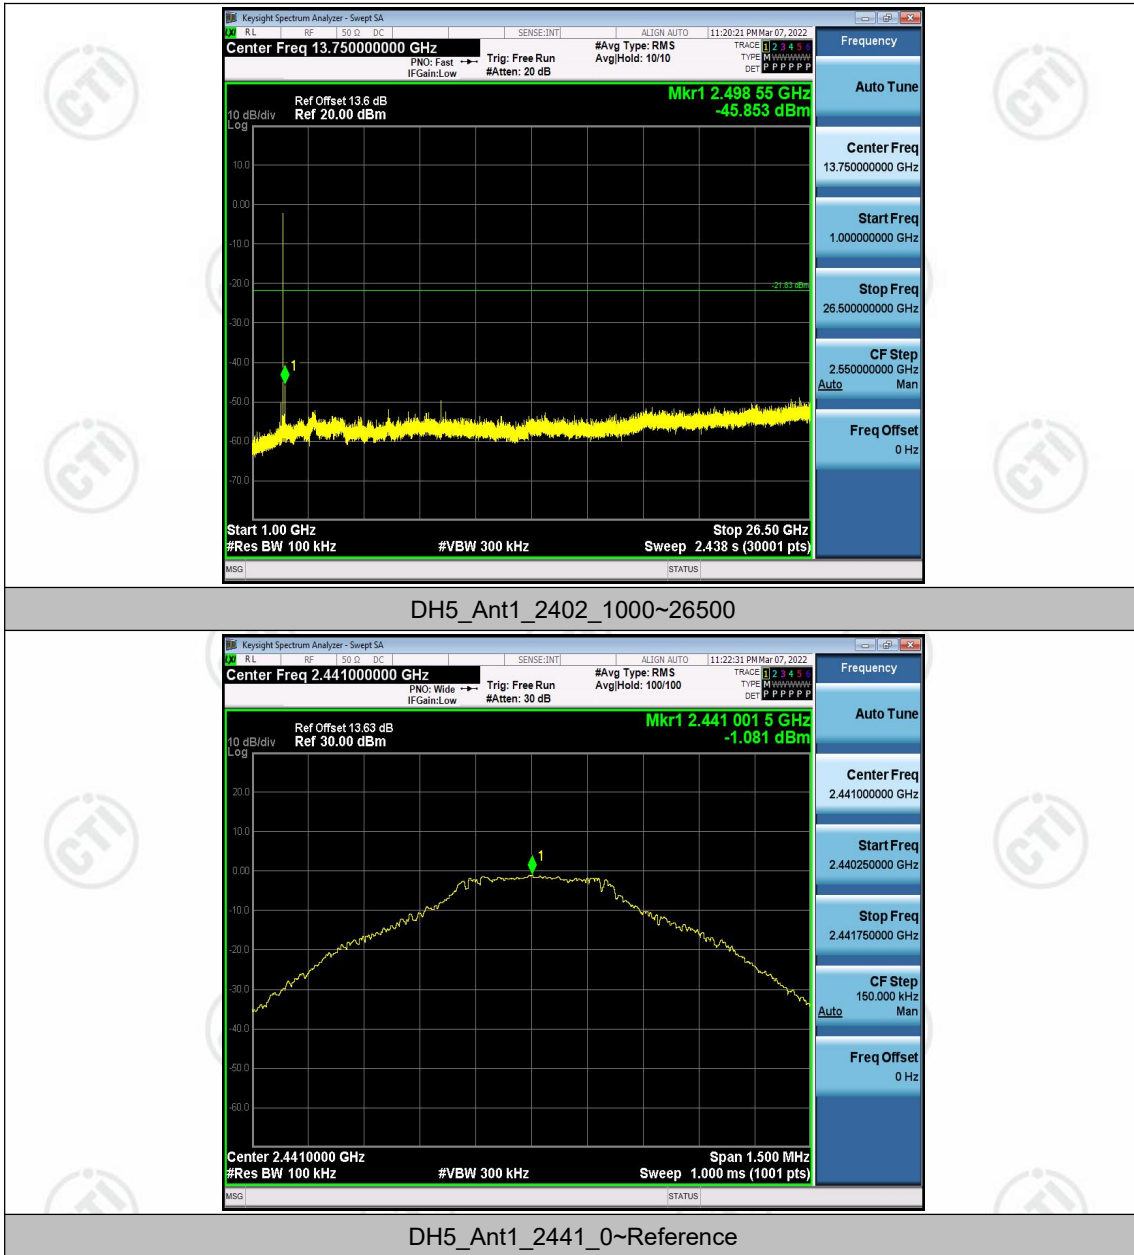 Keysight Spectrum Analyzer - Swept SA
LXI RL RF 50 Ω DC SENSE:INT ALIGN AUTO 11:20:21 PM Mar 07, 2022
Center Freq 13.750000000 GHz
PNO: Fast
IFGain:Low
Trig: Free Run
#Atten: 20 dB
#Avg Type: RMS
Avg|Hold: 10/10
TRACE 1 2 3 4 5 6
TYPE M WWWWW
DET P P P P P P
Ref Offset 13.6 dB
10 dB/div Ref 20.00 dBm
Log
Mkr1 2.498 55 GHz
-45.853 dBm
10.0
0.00
-10.0
-20.0
-21.83 dBm
-30.0
-40.0
1
-50.0
-60.0
-70.0
Start 1.00 GHz Stop 26.50 GHz
#Res BW 100 kHz #VBW 300 kHz Sweep 2.438 s (30001 pts)
MSG STATUS
Frequency
Auto Tune
Center Freq
13.750000000 GHz
Start Freq
1.000000000 GHz
Stop Freq
26.500000000 GHz
CF Step
2.550000000 GHz
Auto Man
Freq Offset
0 Hz
DH5_Ant1_2402_1000~26500
Keysight Spectrum Analyzer - Swept SA
LXI RL RF 50 Ω DC SENSE:INT ALIGN AUTO 11:22:31 PM Mar 07, 2022
Center Freq 2.441000000 GHz
PNO: Wide
IFGain:Low
Trig: Free Run
#Atten: 30 dB
#Avg Type: RMS
Avg|Hold: 100/100
TRACE 1 2 3 4 5 6
TYPE M WWWWW
DET P P P P P P
Ref Offset 13.63 dB
10 dB/div Ref 30.00 dBm
Log
Mkr1 2.441 001 5 GHz
-1.081 dBm
20.0
10.0
0.00
1
-10.0
-20.0
-30.0
-40.0
-50.0
-60.0
Center 2.4410000 GHz Span 1.500 MHz
#Res BW 100 kHz #VBW 300 kHz Sweep 1.000 ms (1001 pts)
MSG STATUS
Frequency
Auto Tune
Center Freq
2.441000000 GHz
Start Freq
2.440250000 GHz
Stop Freq
2.441750000 GHz
CF Step
150.000 kHz
Auto Man
Freq Offset
0 Hz
DH5_Ant1_2441_0~Reference
CTI
CTI
CTI
CTI
CTI
CTI
CTI
CTI